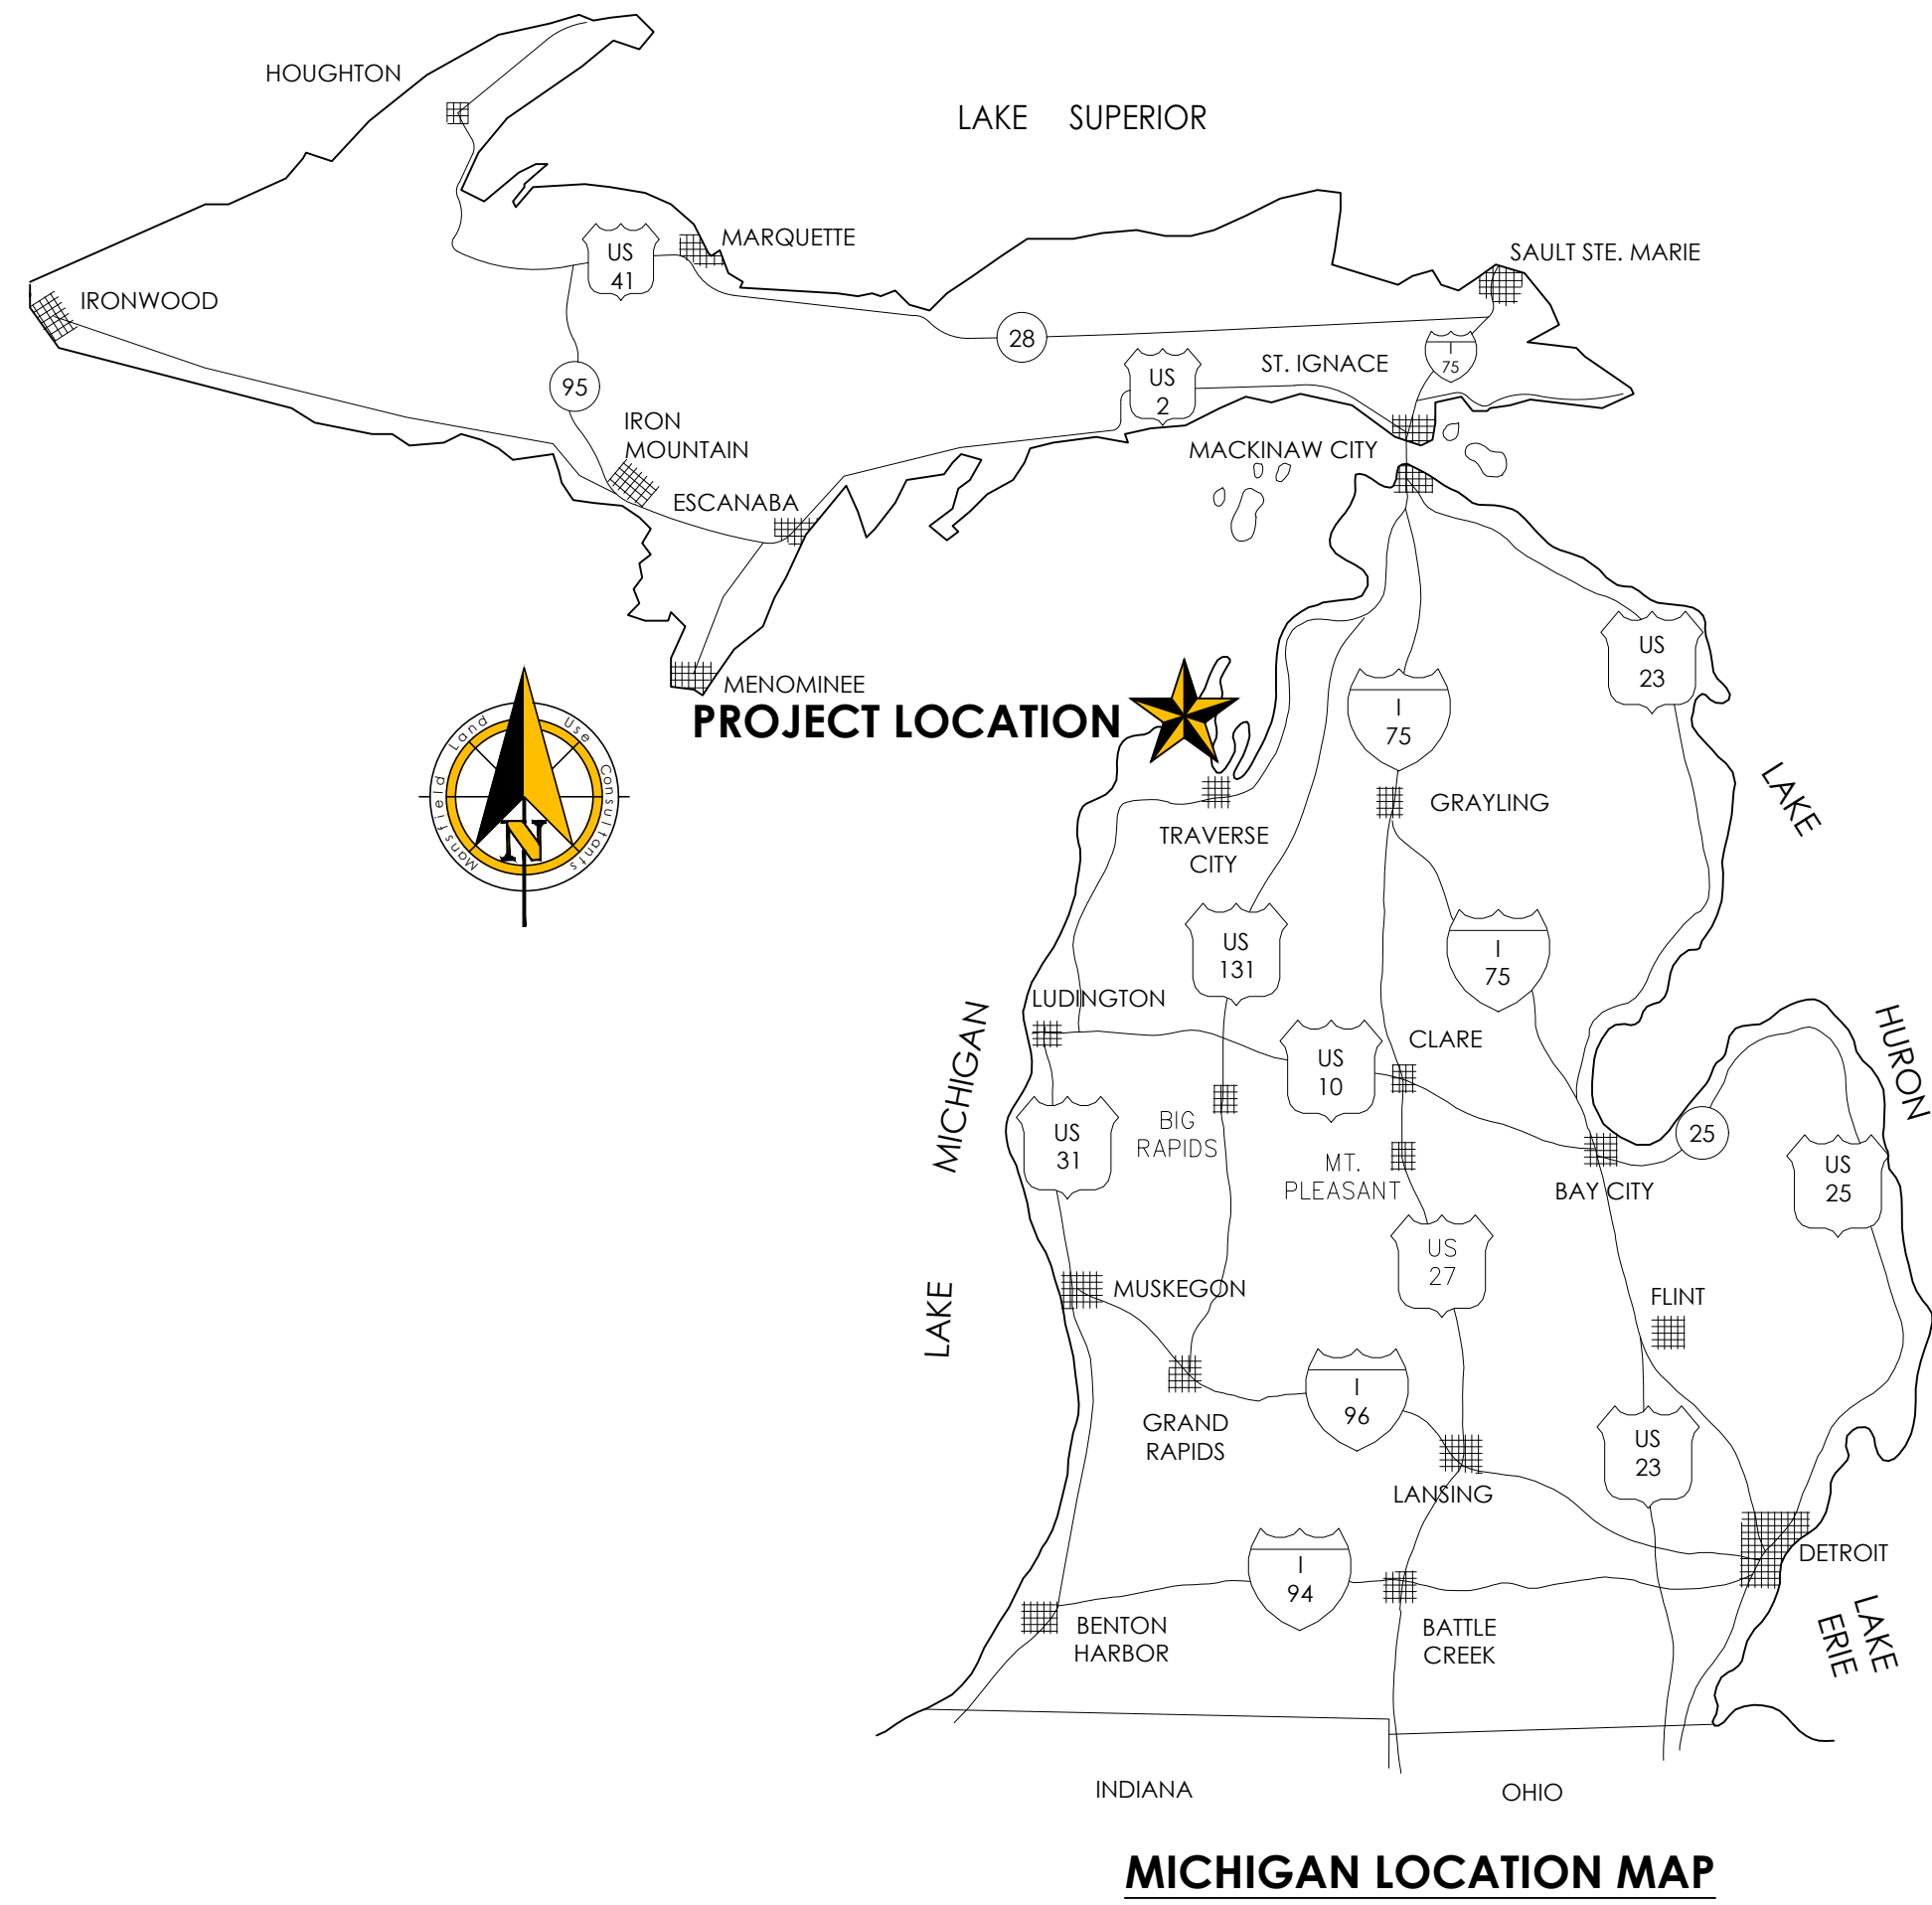 HOUGHTON
LAKE SUPERIOR
MARQUETTE
US
41
SAULT STE. MARIE
IRONWOOD
28
I
75
ST. IGNACE
US
2
95
IRON
MOUNTAIN
MACKINAW CITY
ESCANABA
US
23
MENOMINEE
PROJECT LOCATION
I
75
Mansfield Land Use Consultants
N
LAKE
HURON
GRAYLING
TRAVERSE
CITY
US
131
I
75
LUDINGTON
LAKE MICHIGAN
CLARE
US
10
BIG
RAPIDS
US
31
25
MT.
PLEASANT
BAY CITY
US
25
US
27
MUSKEGON
FLINT
I
96
GRAND
RAPIDS
US
23
LANSING
DETROIT
I
94
BENTON
HARBOR
BATTLE
CREEK
LAKE
ERIE
INDIANA
OHIO
MICHIGAN LOCATION MAP